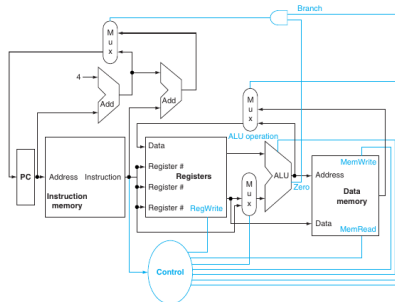 Branch
M
u
x
4
Add
Add
M
u
x
ALU operation
Data
Register #
Registers
Register #
Register #
RegWrite
PC
Address
Instruction
Instruction
memory
M
u
x
ALU
Zero
MemWrite
Address
Data
memory
Data
MemRead
Control